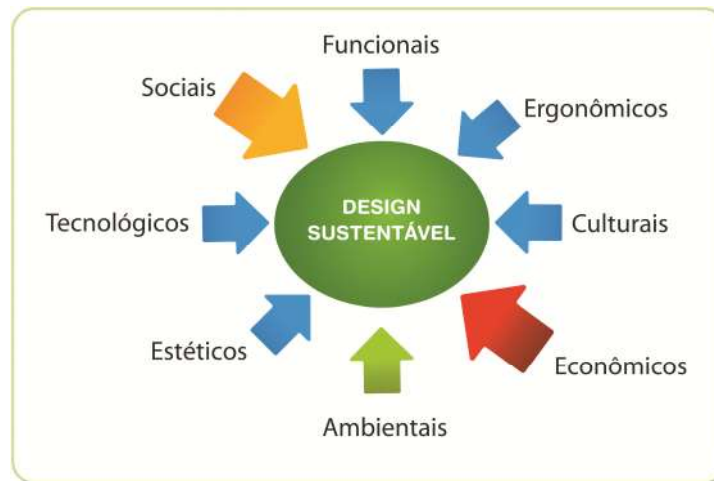 Funcionais
Sociais
Ergonômicos
DESIGN
SUSTENTÁVEL
Tecnológicos
Culturais
Estéticos
Econômicos
Ambientais